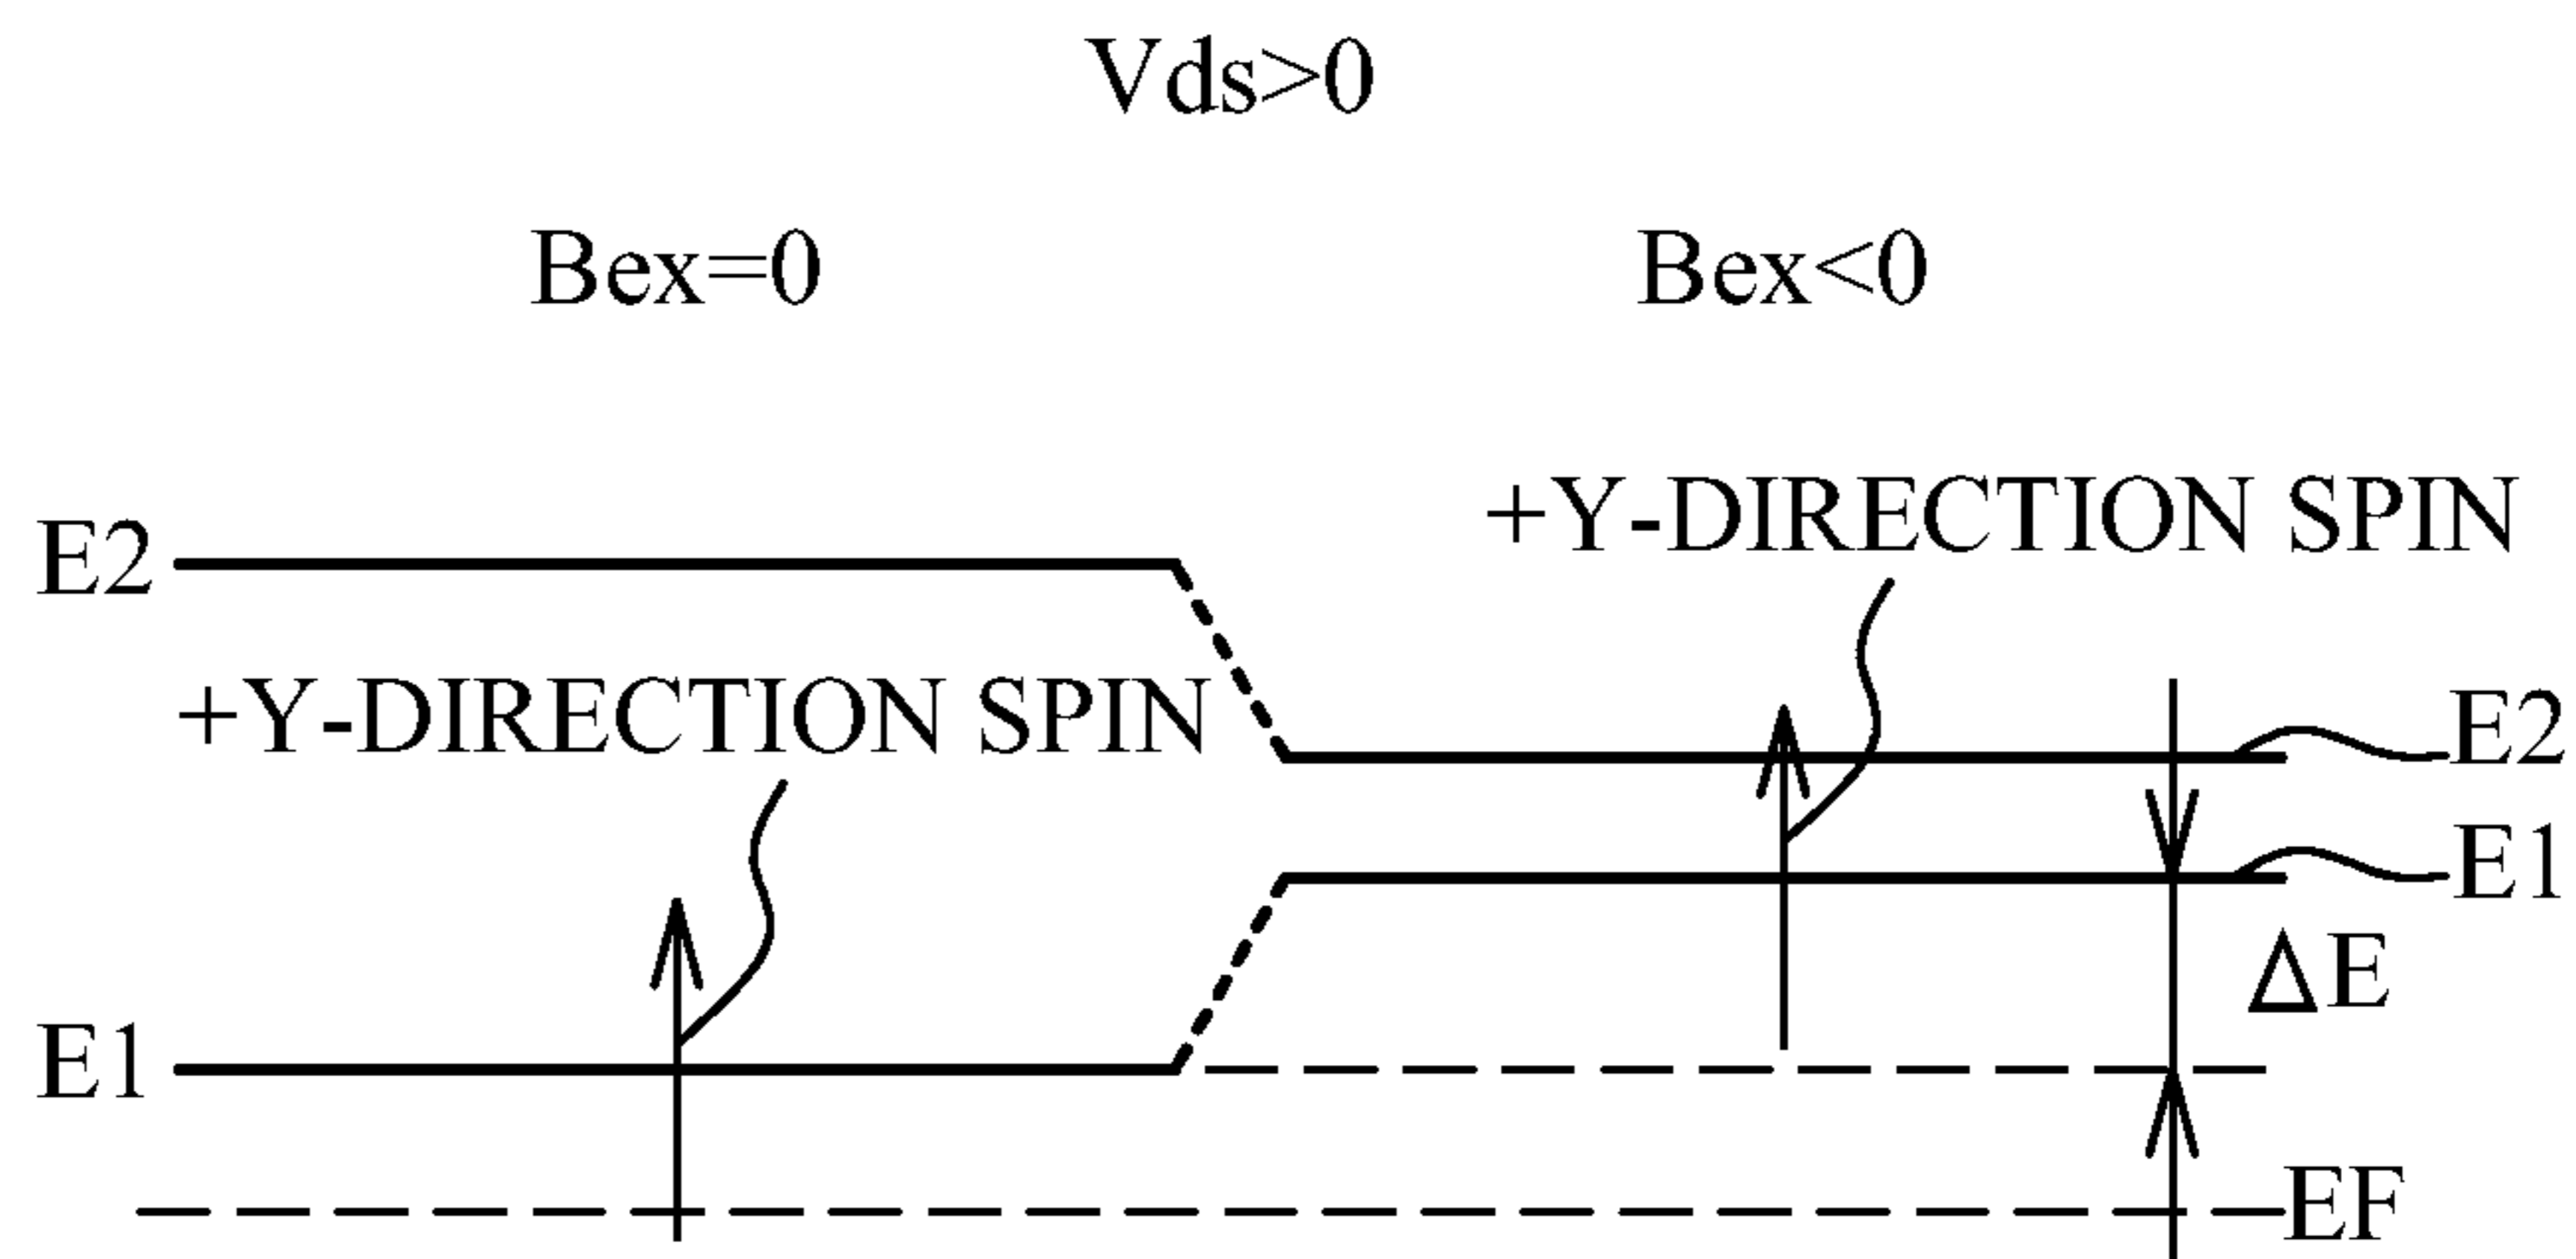 Vds>0
Bex=0
Bex<0
+Y-DIRECTION SPIN
E2
+Y-DIRECTION SPIN
E2
E1
ΔE
E1
EF